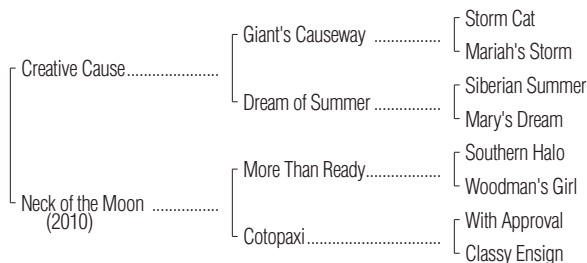 Storm Cat
Giant's Causeway ..................
Mariah's Storm
Creative Cause.......................
Siberian Summer
Dream of Summer .................
Mary's Dream
Southern Halo
More Than Ready...................
Woodman's Girl
Neck of the Moon .................
(2010)
With Approval
Cotopaxi.................................
Classy Ensign